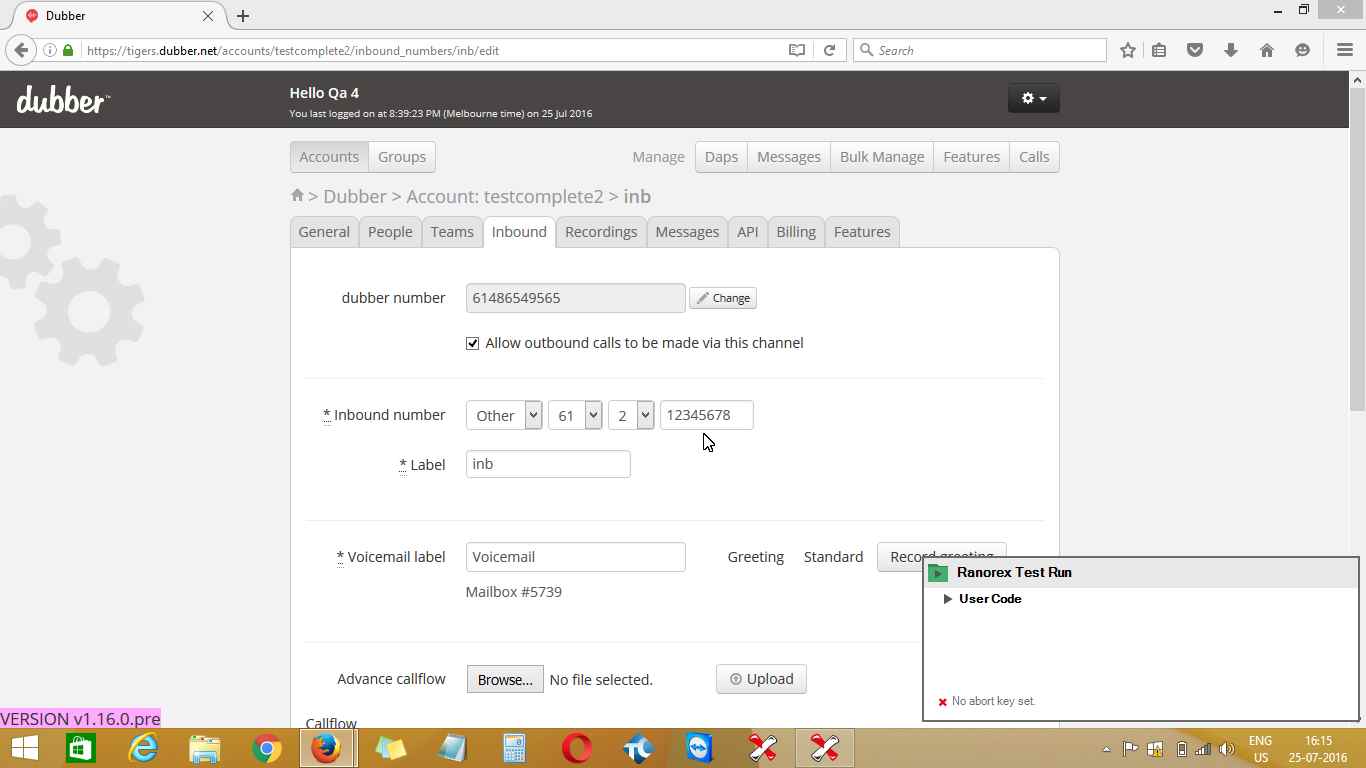 Dubber
https://tigers.dubber.net/accounts/testcomplete2/inbound_numbers/inb/edit
Search
dubber™
Hello Qa 4
You last logged on at 8:39:23 PM (Melbourne time) on 25 Jul 2016
Accounts Groups Manage Daps Messages Bulk Manage Features Calls
> Dubber > Account: testcomplete2 > inb
General People Teams Inbound Recordings Messages API Billing Features
dubber number 61486549565 Change
Allow outbound calls to be made via this channel
* Inbound number Other 61 2 12345678
* Label inb
* Voicemail label Voicemail Greeting Standard Record greeting
Mailbox #5739
Ranorex Test Run
User Code
Advance callflow Browse... No file selected. Upload
No abort key set.
Callflow
VERSION v1.16.0.pre
ENG
US
16:15
25-07-2016